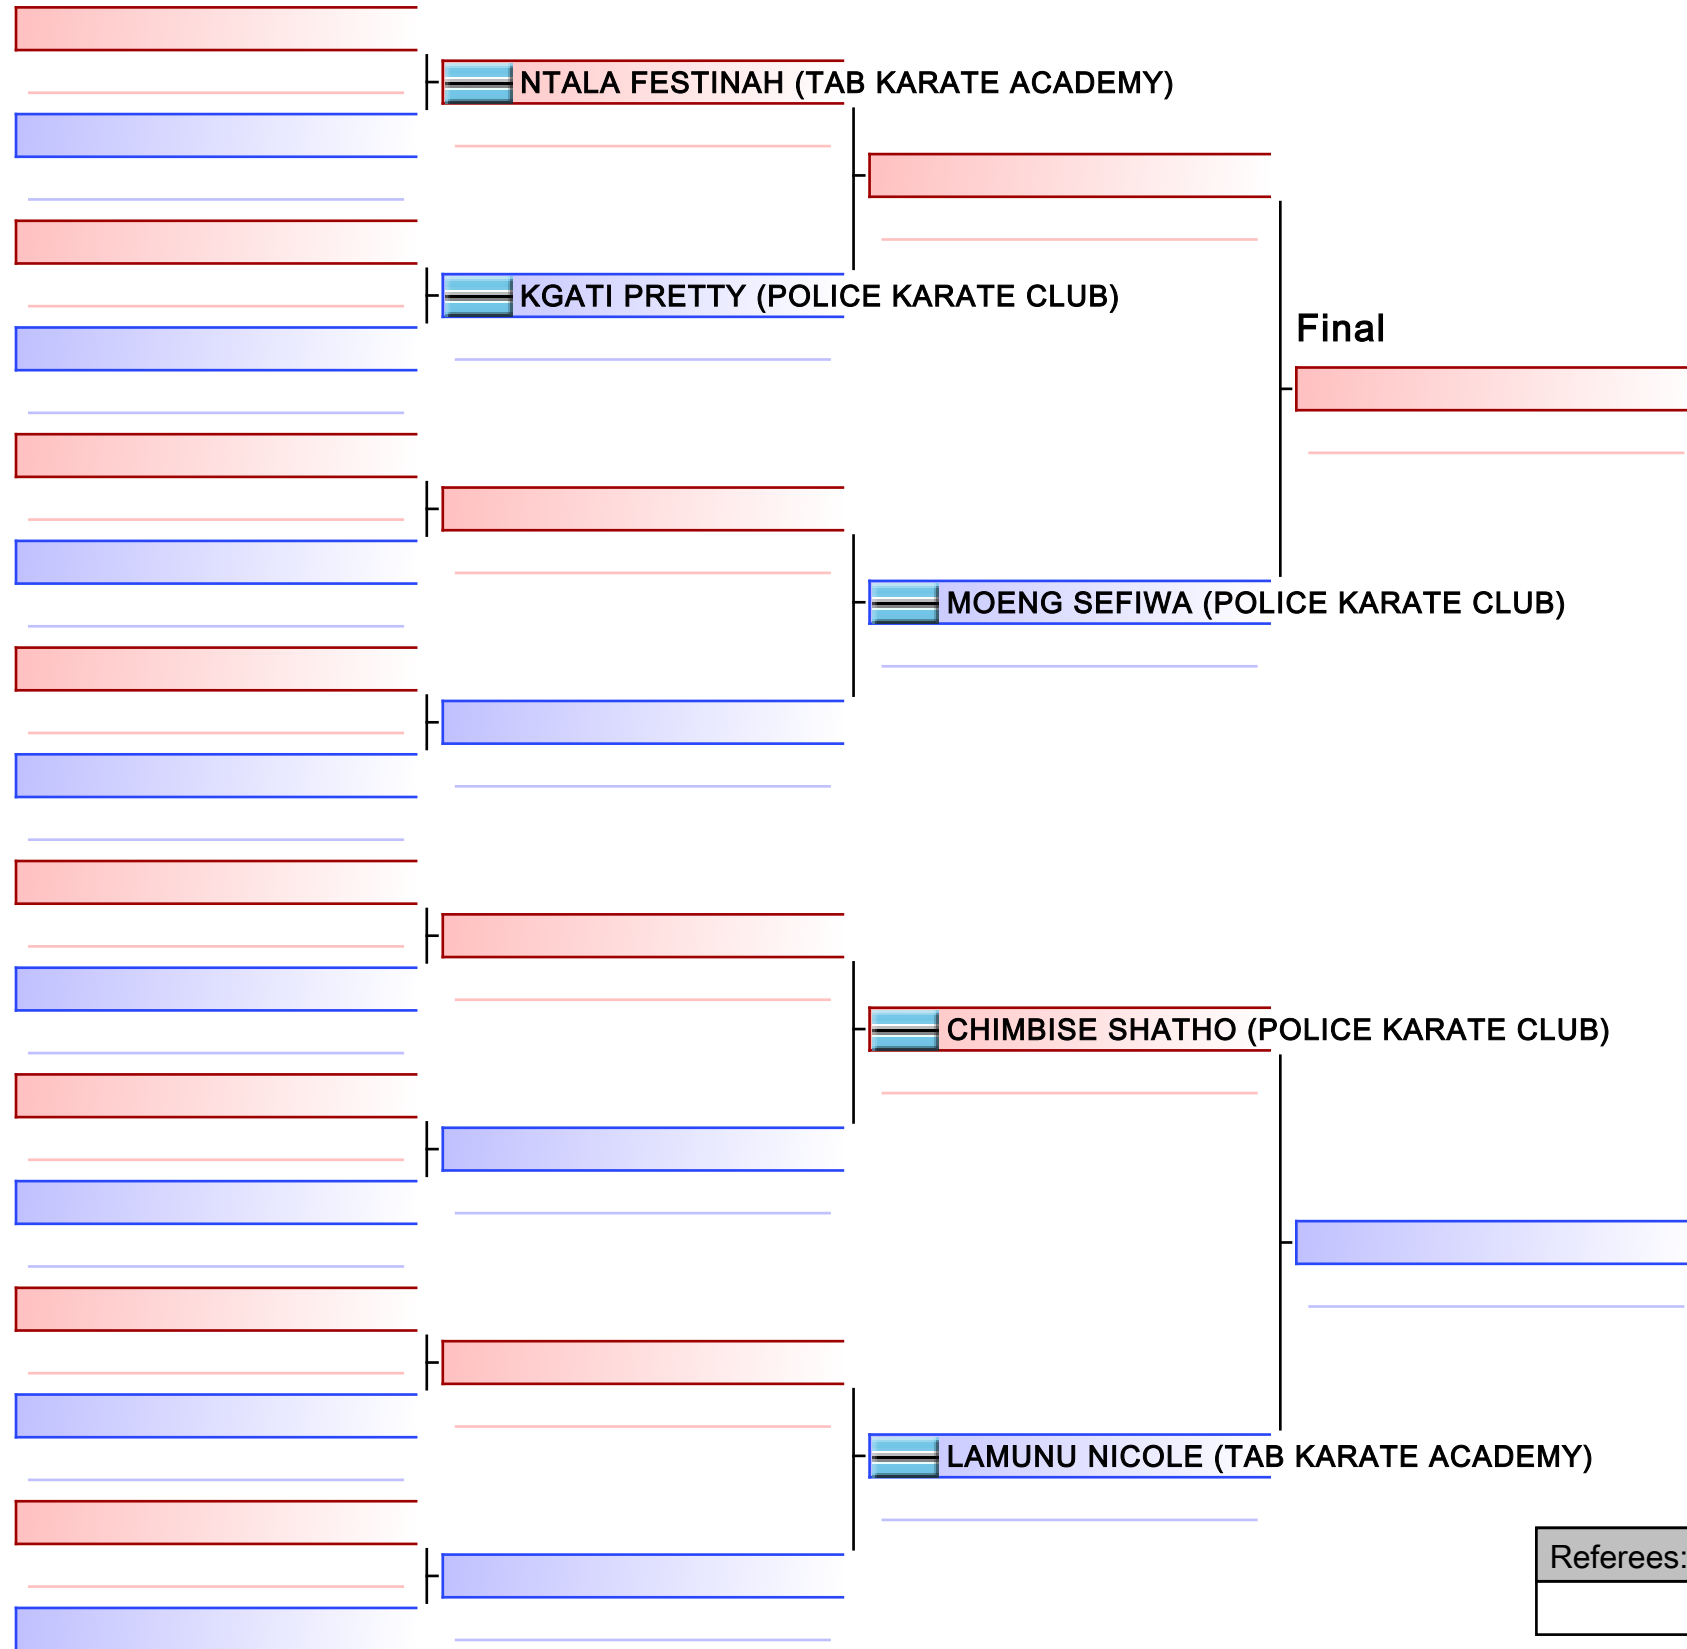 NTALA FESTINAH (TAB KARATE ACADEMY)
KGATI PRETTY (POLICE KARATE CLUB)
Final
MOENG SEFIWA (POLICE KARATE CLUB)
CHIMBISE SHATHO (POLICE KARATE CLUB)
LAMUNU NICOLE (TAB KARATE ACADEMY)
Referees: